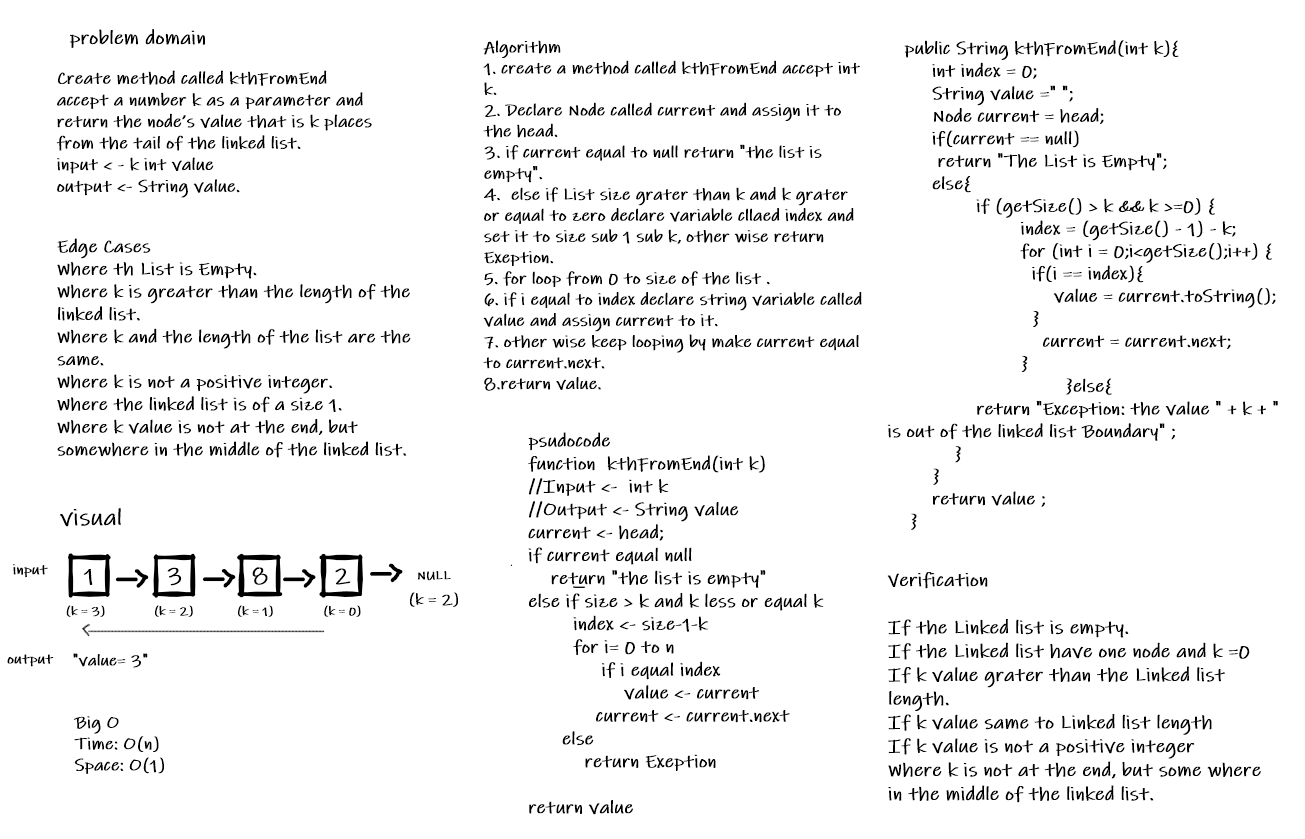 problem domain
Create method called kthFromEnd
accept a number k as a parameter and
return the node's value that is k places
from the tail of the linked list.
input < - k int value
output <- String value.
Edge Cases
Where th List is Empty.
Where k is greater than the length of the
linked list.
Where k and the length of the list are the
same.
Where k is not a positive integer.
Where the linked list is of a size 1.
Where k value is not at the end, but
somewhere in the middle of the linked list.
Visual
input
1 3 8 2 NULL
(k = 3) (k = 2) (k = 1) (k = 0) (k = 2)
output "value= 3"
Big O
Time: O(n)
Space: O(1)
Algorithm
1. create a method called kthFromEnd accept int
k.
2. Declare Node called current and assign it to
the head.
3. if current equal to null return "the list is
empty".
4. else if List size grater than k and k grater
or equal to zero declare variable cllaed index and
set it to size sub 1 sub k, other wise return
Exeption.
5. for loop from 0 to size of the list .
6. if i equal to index declare string variable called
value and assign current to it.
7. other wise keep looping by make current equal
to current.next.
8.return value.
psudocode
function kthFromEnd(int k)
//Input <- int k
//Output <- String value
current <- head;
if current equal null
return "the list is empty"
else if size > k and k less or equal k
index <- size-1-k
for i= 0 to n
if i equal index
value <- current
current <- current.next
else
return Exeption
return value
public String kthFromEnd(int k){
int index = 0;
String value =" ";
Node current = head;
if(current == null)
return "The List is Empty";
else{
if (getSize() > k && k >=0) {
index = (getSize() - 1) - k;
for (int i = 0;i<getSize();i++) {
if(i == index){
value = current.toString();
}
current = current.next;
}
}else{
return "Exception: the value " + k + "
is out of the linked list Boundary" ;
}
}
return value ;
}
Verification
If the Linked list is empty.
If the Linked list have one node and k =0
If k value grater than the Linked list
length.
If k value same to Linked list length
If k value is not a positive integer
Where k is not at the end, but some where
in the middle of the linked list.